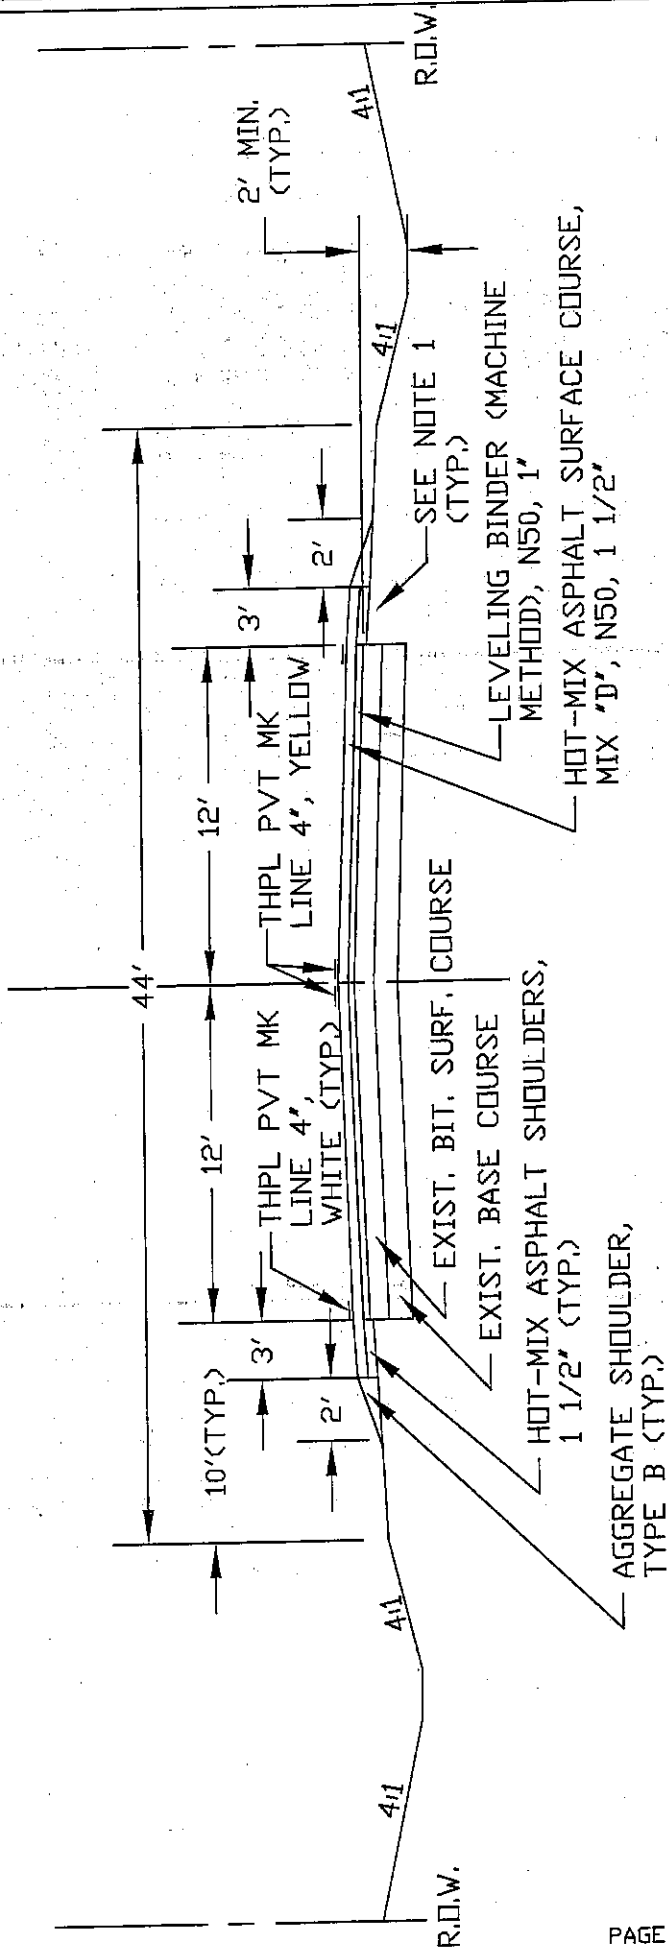 R.O.W.
4:1
2' MIN.
(TYP.)
4:1
SEE NOTE 1
(TYP.)
LEVELING BINDER (MACHINE
METHOD), N50, 1"
HOT-MIX ASPHALT SURFACE COURSE,
MIX "D", N50, 1 1/2"
2'
3'
12'
THPL PVT MK
LINE 4", YELLOW
44'
12'
THPL PVT MK
LINE 4",
WHITE (TYP.)
EXIST. BIT. SURF. COURSE
EXIST. BASE COURSE
HOT-MIX ASPHALT SHOULDERS,
1 1/2" (TYP.)
AGGREGATE SHOULDER,
TYPE B (TYP.)
3'
2'
10'(TYP.)
4:1
4:1
R.O.W.
PAGE